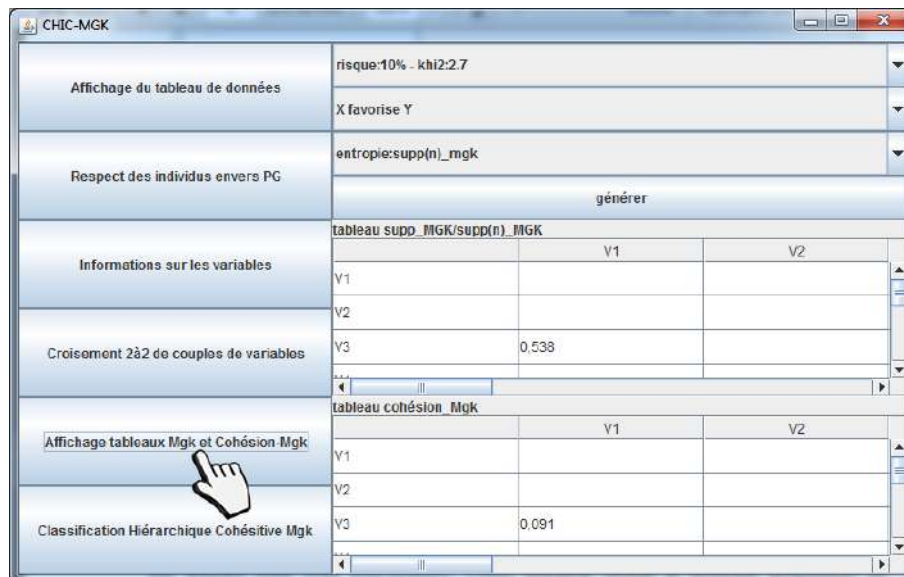 CHIC-MGK
Affichage du tableau de données
Respect des individus envers PG
Informations sur les variables
Croisement 2à2 de couples de variables
Affichage tableaux Mgk et Cohésion-Mgk
Classification Hiérarchique Cohésitive Mgk
risque:10% - khi2:2.7
X favorise Y
entropie:supp(n)_mgk
générer
tableau supp_MGK/supp(n)_MGK
V1 V2
V1
V2
V3 0,538
tableau cohésion_Mgk
V1 V2
V1
V2
V3 0,091